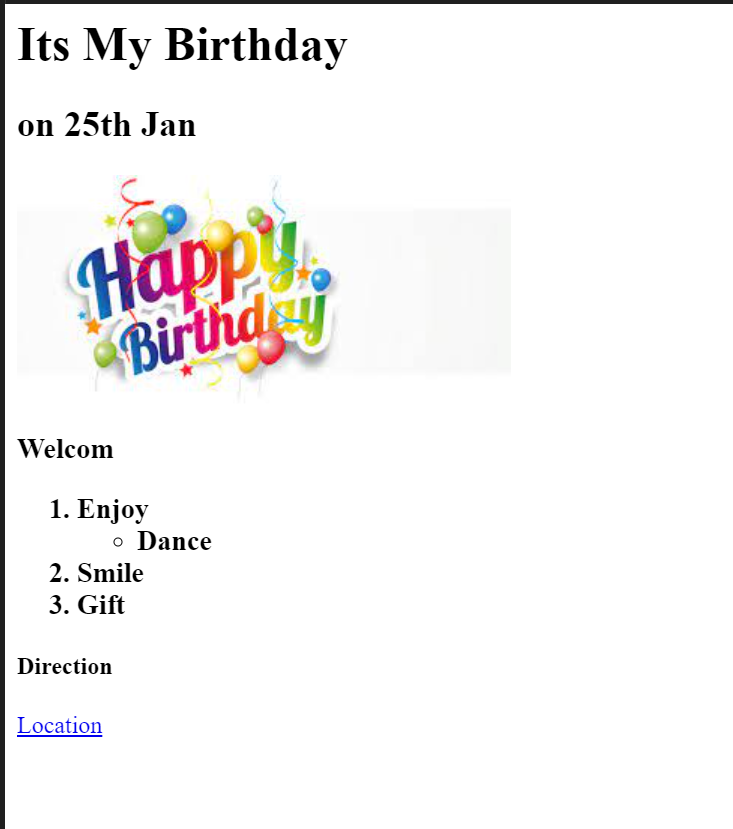 Its My Birthday
on 25th Jan
Happy
Birthday
Welcom
1. Enjoy
○ Dance
2. Smile
3. Gift
Direction
Location